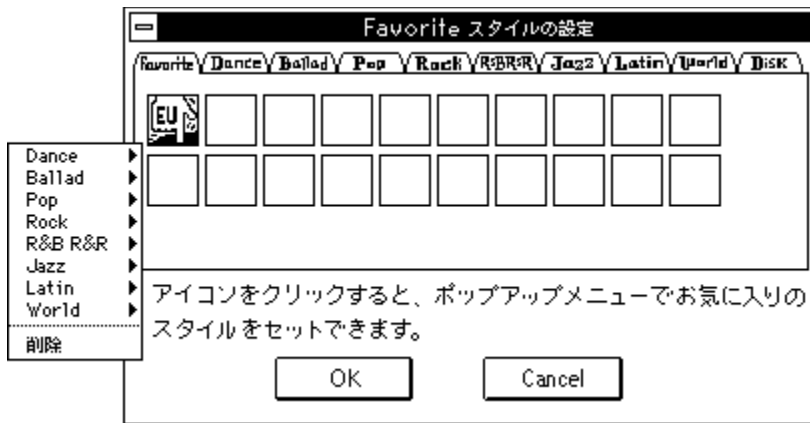 Favorite スタイルの設定
Favorite Dance Ballad Pop Rock R&BR&R Jazz Latin World Disk
EU
Dance
Ballad
Pop
Rock
R&B R&R
Jazz
Latin
World
削除
アイコンをクリックすると、ポップアップメニューでお気に入りの
スタイルをセットできます。
OK Cancel